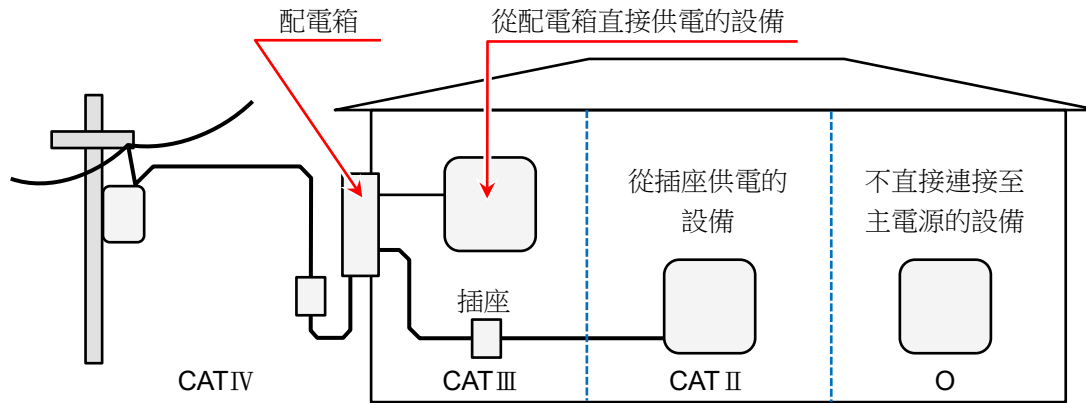 配電箱
從配電箱直接供電的設備
從插座供電的
設備
不直接連接至
主電源的設備
插座
CATⅣ
CATⅢ
CATⅡ
O